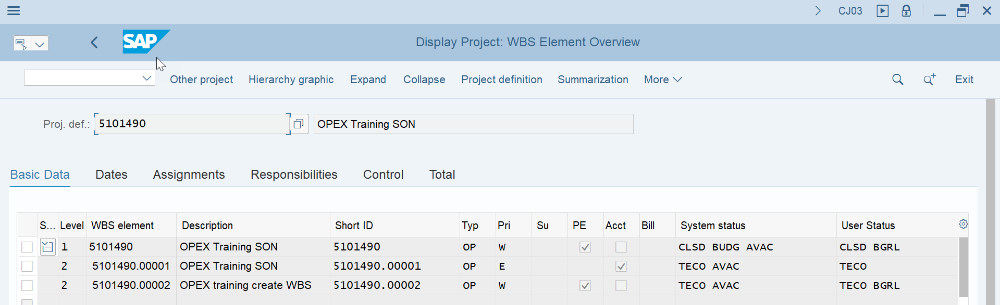 CJ03
SAP Display Project: WBS Element Overview
Other project Hierarchy graphic Expand Collapse Project definition Summarization More Exit
Proj. def.: 5101490 OPEX Training SON
Basic Data Dates Assignments Responsibilities Control Total
S... Level WBS element Description Short ID Typ Pri Su PE Acct Bill System status User Status
1 5101490 OPEX Training SON 5101490 OP W CLSD BUDG AVAC CLSD BGRL
2 5101490.00001 OPEX Training SON 5101490.00001 OP E TECO AVAC TECO
2 5101490.00002 OPEX training create WBS 5101490.00002 OP W TECO AVAC TECO BGRL